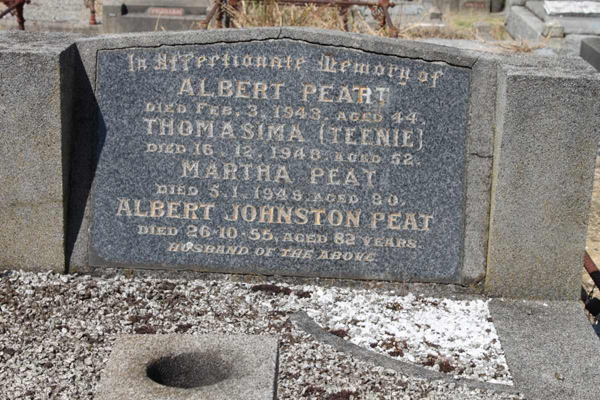 In Affectionate Memory of
ALBERT PEART
DIED FEB. 3, 1943, AGED 44.
THOMASIMA (TEENIE)
DIED 16. 12. 1948, AGED 52.
MARTHA PEAT
DIED 5. 1. 1948. AGED 80.
ALBERT JOHNSTON PEAT
DIED 26-10-55, AGED 82 YEARS.
HUSBAND OF THE ABOVE.